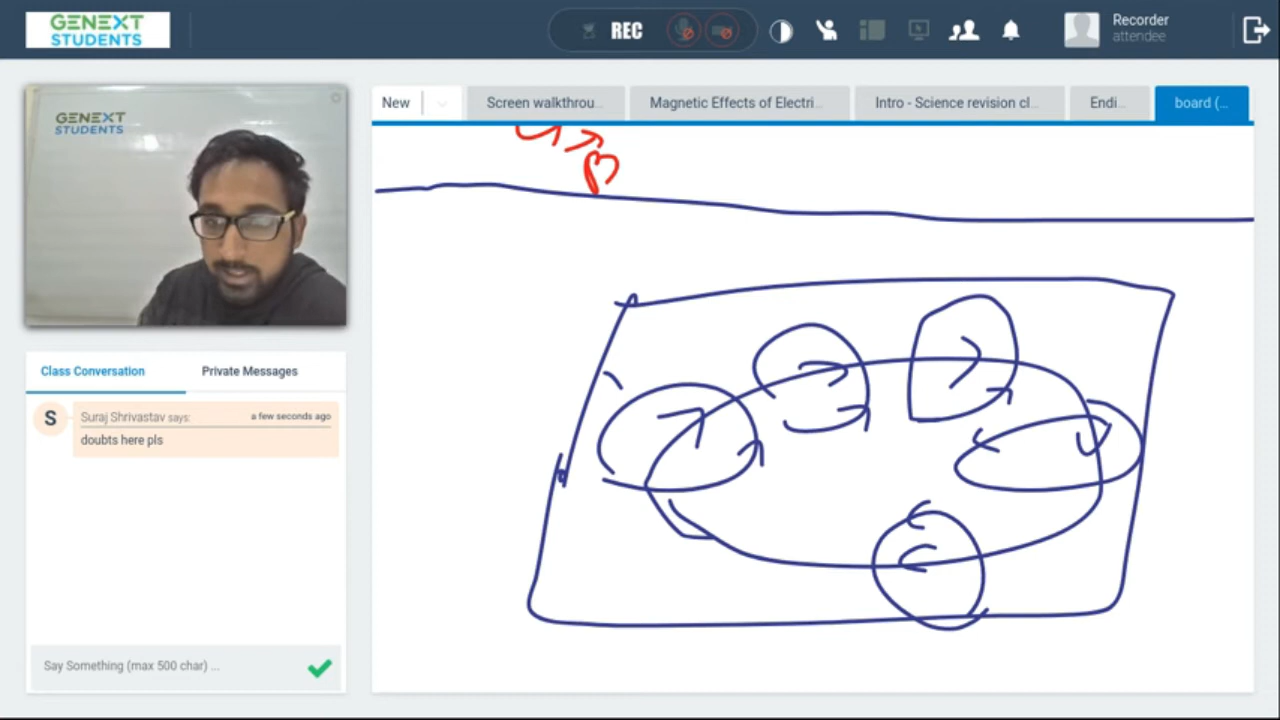 GENEXT
STUDENTS
REC
Recorder
attendee
GENEXT
STUDENTS
New
Screen walkthrou...
Magnetic Effects of Electri...
Intro - Science revision cl...
Endi...
board (...
B
Class Conversation
Private Messages
S
Suraj Shrivastav says:
a few seconds ago
doubts here pls
Say Something (max 500 char) ...